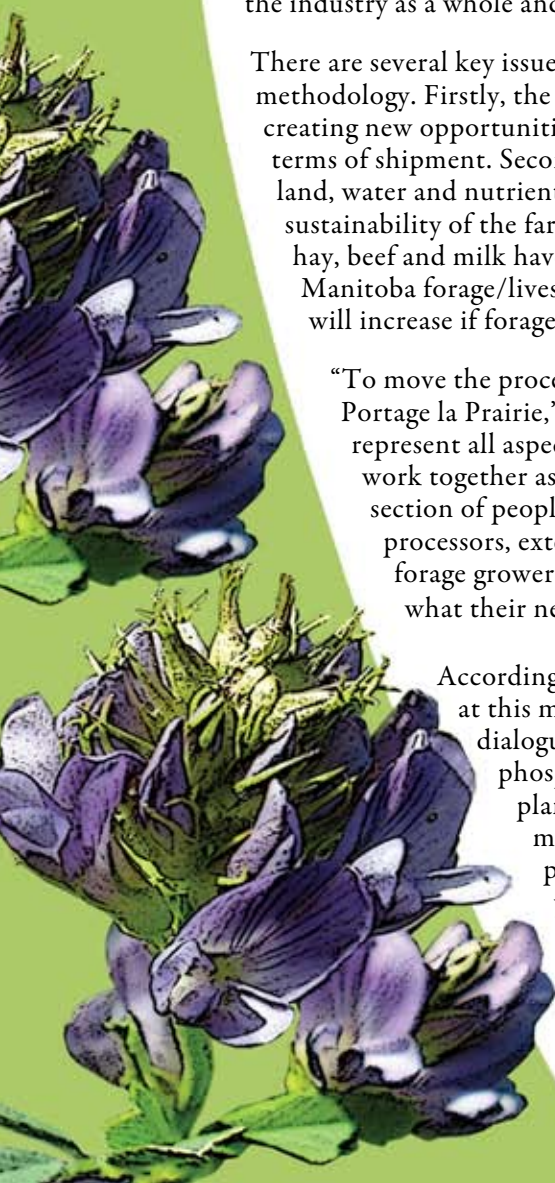 the industry as a whole and
There are several key issue
methodology. Firstly, the
creating new opportuniti
terms of shipment. Seco
land, water and nutrient
sustainability of the far
hay, beef and milk hav
Manitoba forage/lives
will increase if forage
“To move the proce
Portage la Prairie,”
represent all aspe
work together as
section of peopl
processors, exte
forage grower
what their ne
According
at this m
dialogu
phos
plai
m
p